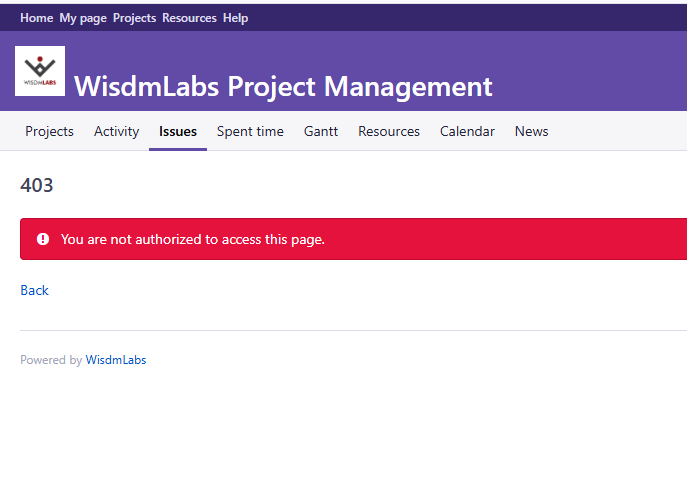 Home My page Projects Resources Help
WISDMLABS
WisdmLabs Project Management
Projects Activity Issues Spent time Gantt Resources Calendar News
403
You are not authorized to access this page.
Back
Powered by WisdmLabs